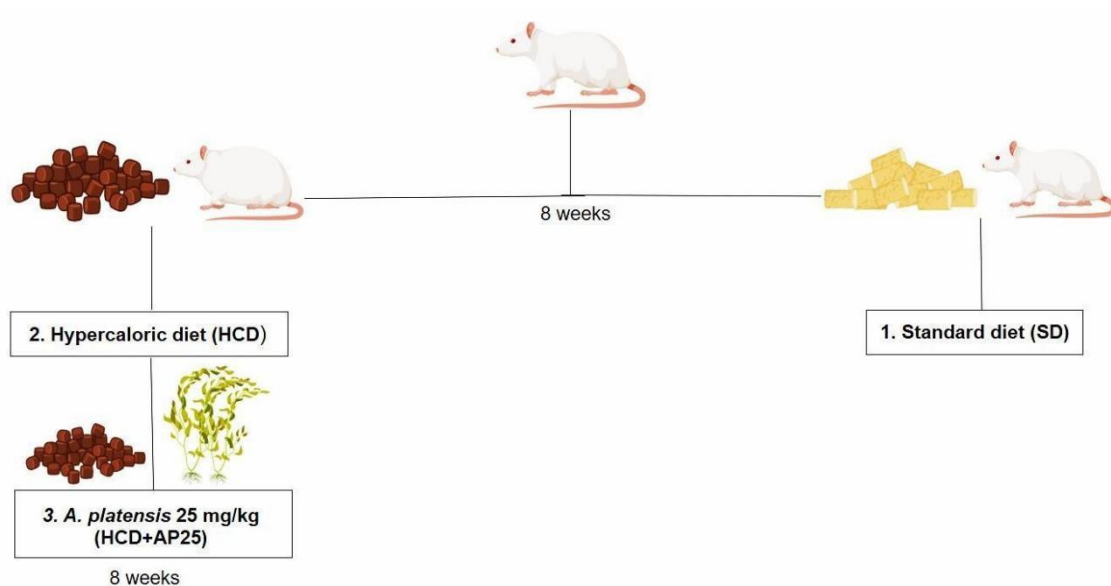 8 weeks
2. Hypercaloric diet (HCD)
1. Standard diet (SD)
3. A. platensis 25 mg/kg
(HCD+AP25)
8 weeks